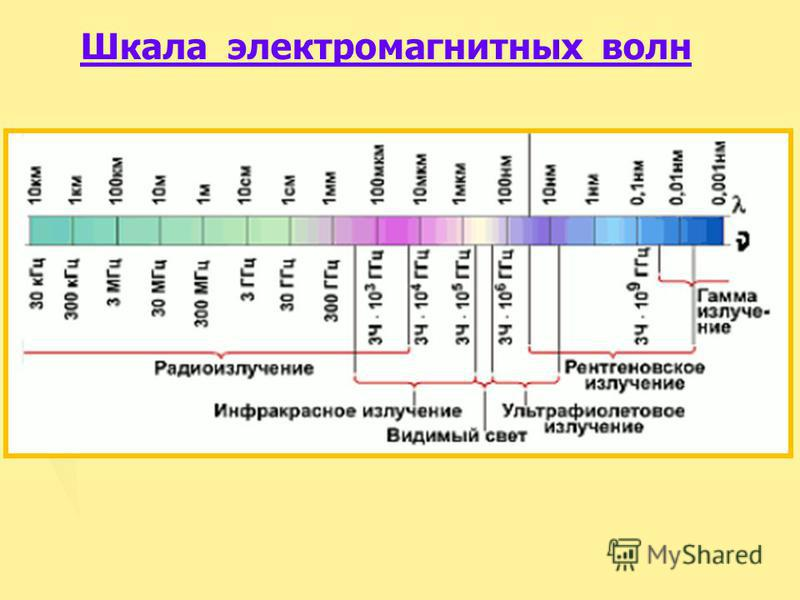 Шкала электромагнитных волн
10км 1км 100км 10м 1м 10см 1см 1мм 100мкм 10мкм 1мкм 100нм 10нм 1нм 0,1нм 0,01нм 0,001нм λ
ν
30 кГц 300 кГц 3 МГц 30 МГц 300 МГц 3 ГГц 30 ГГц 300 ГГц 3Ч · 10³ ГГц 3Ч · 10⁴ ГГц 3Ч · 10⁵ ГГц 3Ч · 10⁶ ГГц 3Ч · 10⁹ ГГц
Гамма
излуче-
ние
Радиоизлучение
Рентгеновское
излучение
Инфракрасное излучение
Ультрафиолетовое
излучение
Видимый свет
MyShared